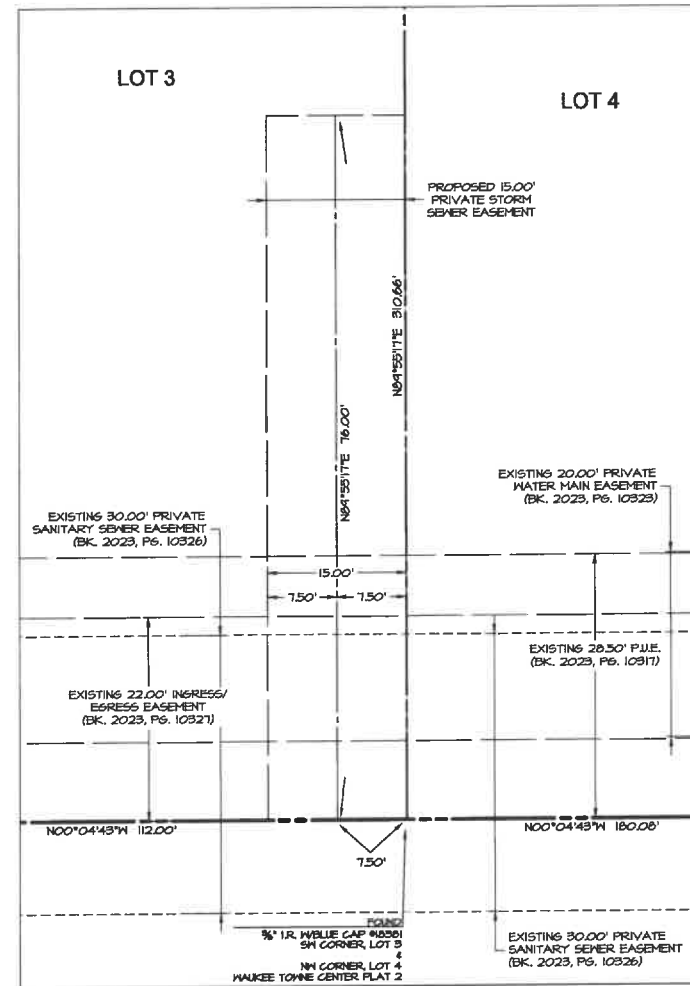 LOT 3
LOT 4
PROPOSED 15.00'
PRIVATE STORM
SEWER EASEMENT
N89°55'17"E 310.66'
N89°55'17"E 76.00'
EXISTING 20.00' PRIVATE
WATER MAIN EASEMENT
(BK. 2023, PG. 10323)
EXISTING 30.00' PRIVATE
SANITARY SEWER EASEMENT
(BK. 2023, PG. 10326)
15.00'
7.50' 7.50'
EXISTING 28.50' P.U.E.
(BK. 2023, PG. 10317)
EXISTING 22.00' INGRESS/
EGRESS EASEMENT
(BK. 2023, PG. 10327)
N00°04'43"W 112.00'
N00°04'43"W 180.08'
7.50'
FOUND
5/8" I.R. W/BLUE CAP #18381
SW CORNER, LOT 3
&
NW CORNER, LOT 4
WAUKEE TOWNE CENTER PLAT 2
EXISTING 30.00' PRIVATE
SANITARY SEWER EASEMENT
(BK. 2023, PG. 10326)